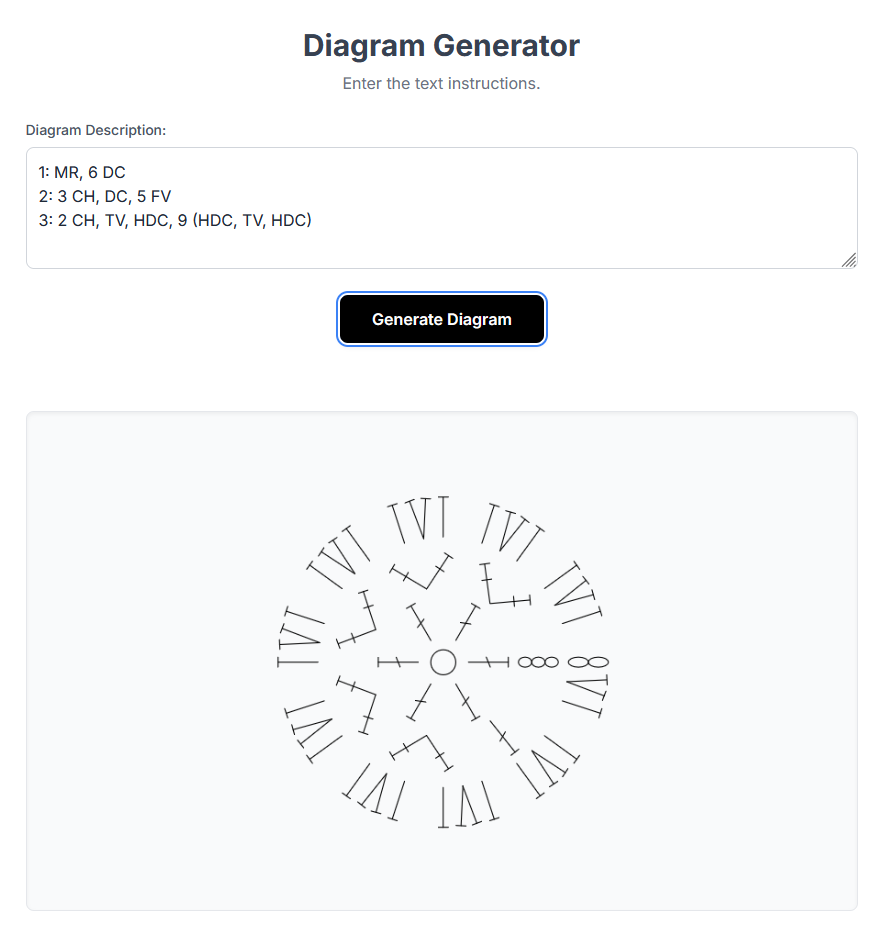 Diagram Generator
Enter the text instructions.
Diagram Description:
1: MR, 6 DC
2: 3 CH, DC, 5 FV
3: 2 CH, TV, HDC, 9 (HDC, TV, HDC)
Generate Diagram